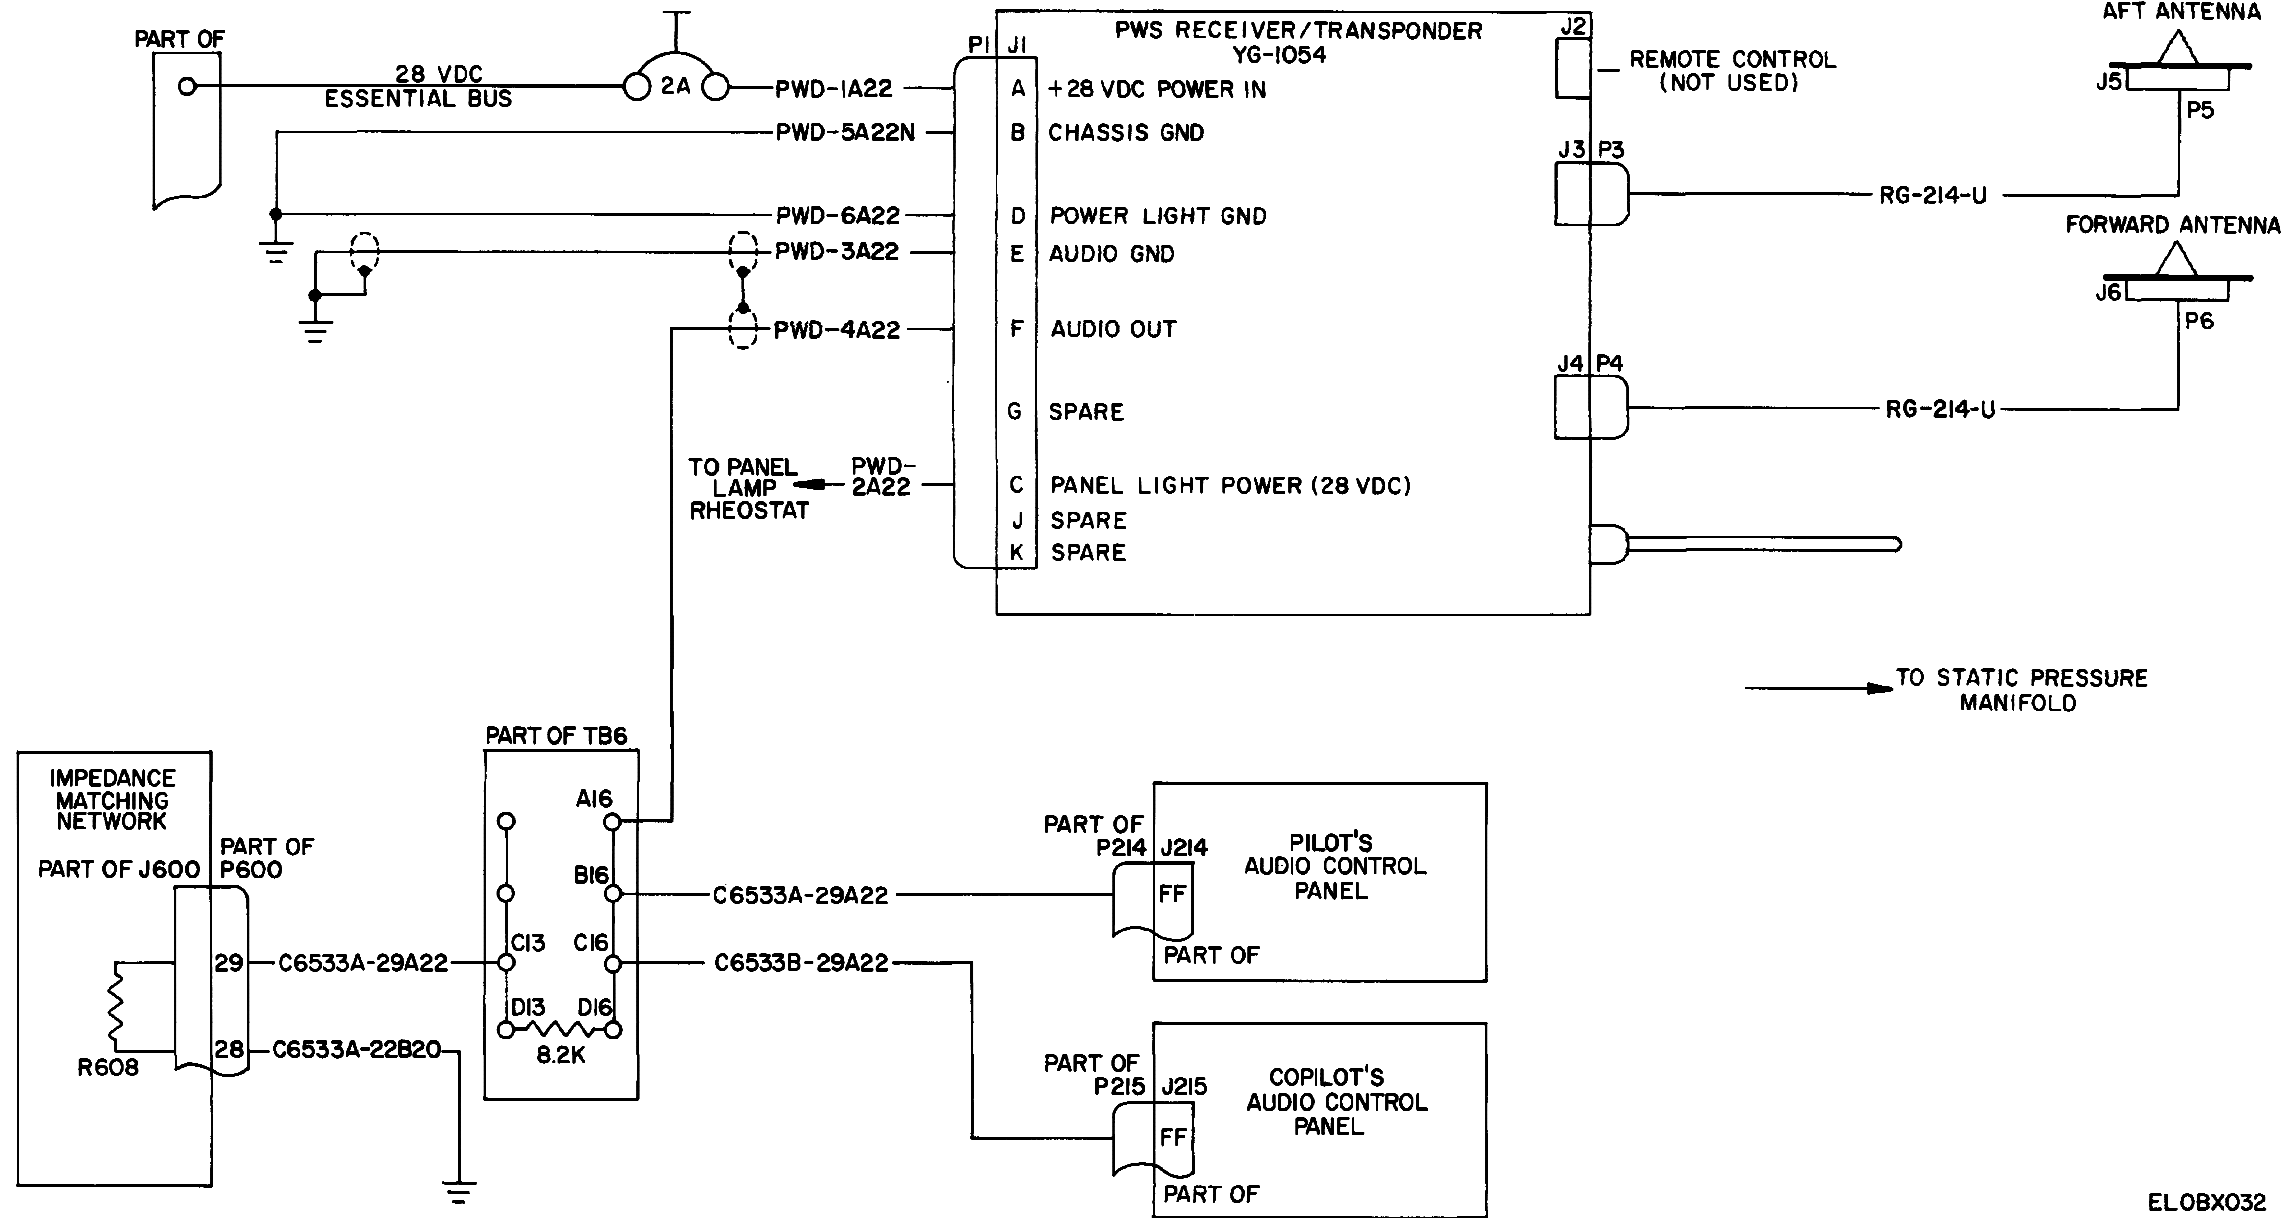 PART OF
28 VDC
ESSENTIAL BUS
2A
PWD-1A22
PWD-5A22N
PWD-6A22
PWD-3A22
PWD-4A22
TO PANEL
LAMP
RHEOSTAT
PWD-
2A22
P1 J1
PWS RECEIVER/TRANSPONDER
YG-1054
A +28 VDC POWER IN
B CHASSIS GND
D POWER LIGHT GND
E AUDIO GND
F AUDIO OUT
G SPARE
C PANEL LIGHT POWER (28 VDC)
J SPARE
K SPARE
J2
REMOTE CONTROL
(NOT USED)
J3 P3
RG-214-U
AFT ANTENNA
J5
P5
FORWARD ANTENNA
J6
P6
J4 P4
RG-214-U
TO STATIC PRESSURE
MANIFOLD
IMPEDANCE
MATCHING
NETWORK
PART OF J600
PART OF
P600
29
C6533A-29A22
28
C6533A-22B20
R608
PART OF TB6
A16
B16
C13 C16
D13 D16
8.2K
C6533A-29A22
C6533B-29A22
PART OF
P214 J214
FF
PILOT'S
AUDIO CONTROL
PANEL
PART OF
PART OF
P215 J215
FF
COPILOT'S
AUDIO CONTROL
PANEL
PART OF
EL0BX032